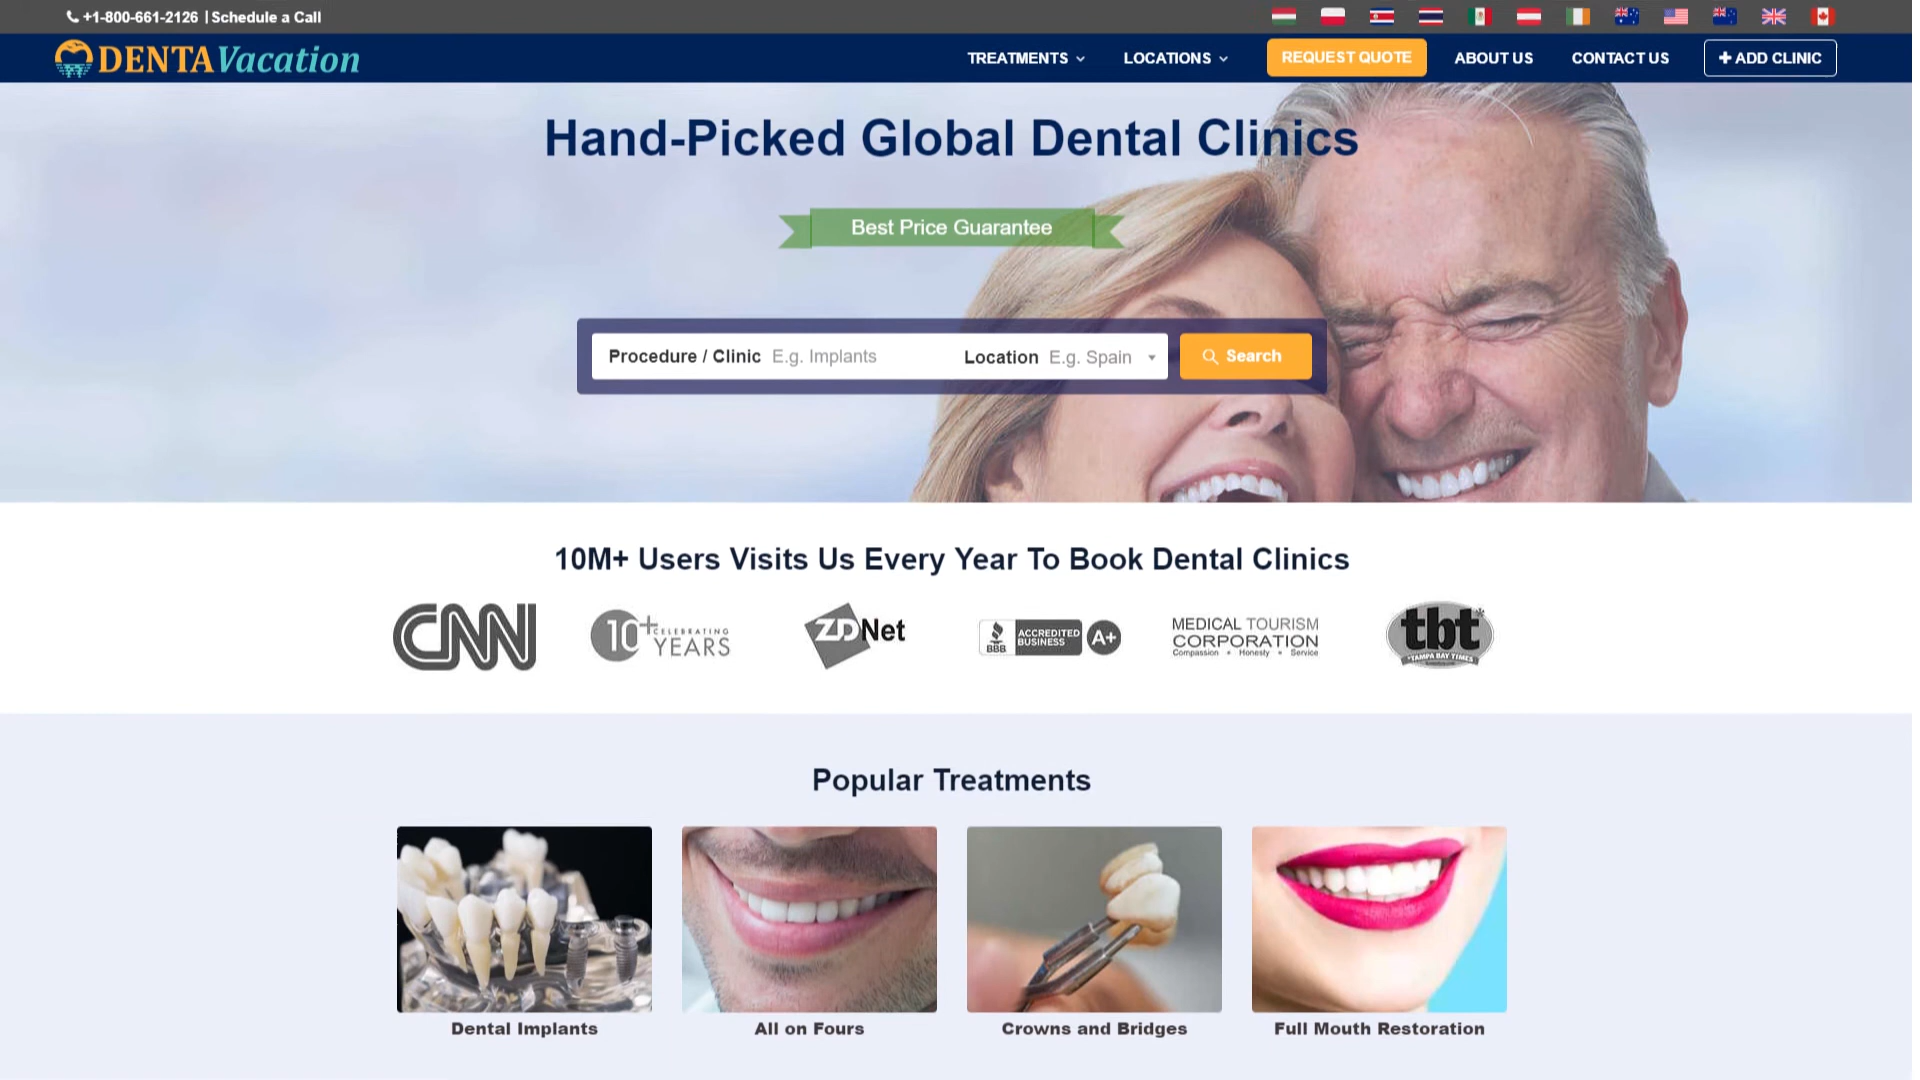 +1-800-661-2126 | Schedule a Call
DENTAVacation
TREATMENTS
LOCATIONS
REQUEST QUOTE
ABOUT US
CONTACT US
+ ADD CLINIC
Hand-Picked Global Dental Clinics
Best Price Guarantee
Procedure / Clinic E.g. Implants
Location E.g. Spain
Search
10M+ Users Visits Us Every Year To Book Dental Clinics
CNN
10+ CELEBRATING
YEARS
ZDNet
BBB
ACCREDITED
BUSINESS
A+
MEDICAL TOURISM
CORPORATION
Compassion • Honesty • Service
tbt*
*TAMPA BAY TIMES
Popular Treatments
Dental Implants
All on Fours
Crowns and Bridges
Full Mouth Restoration